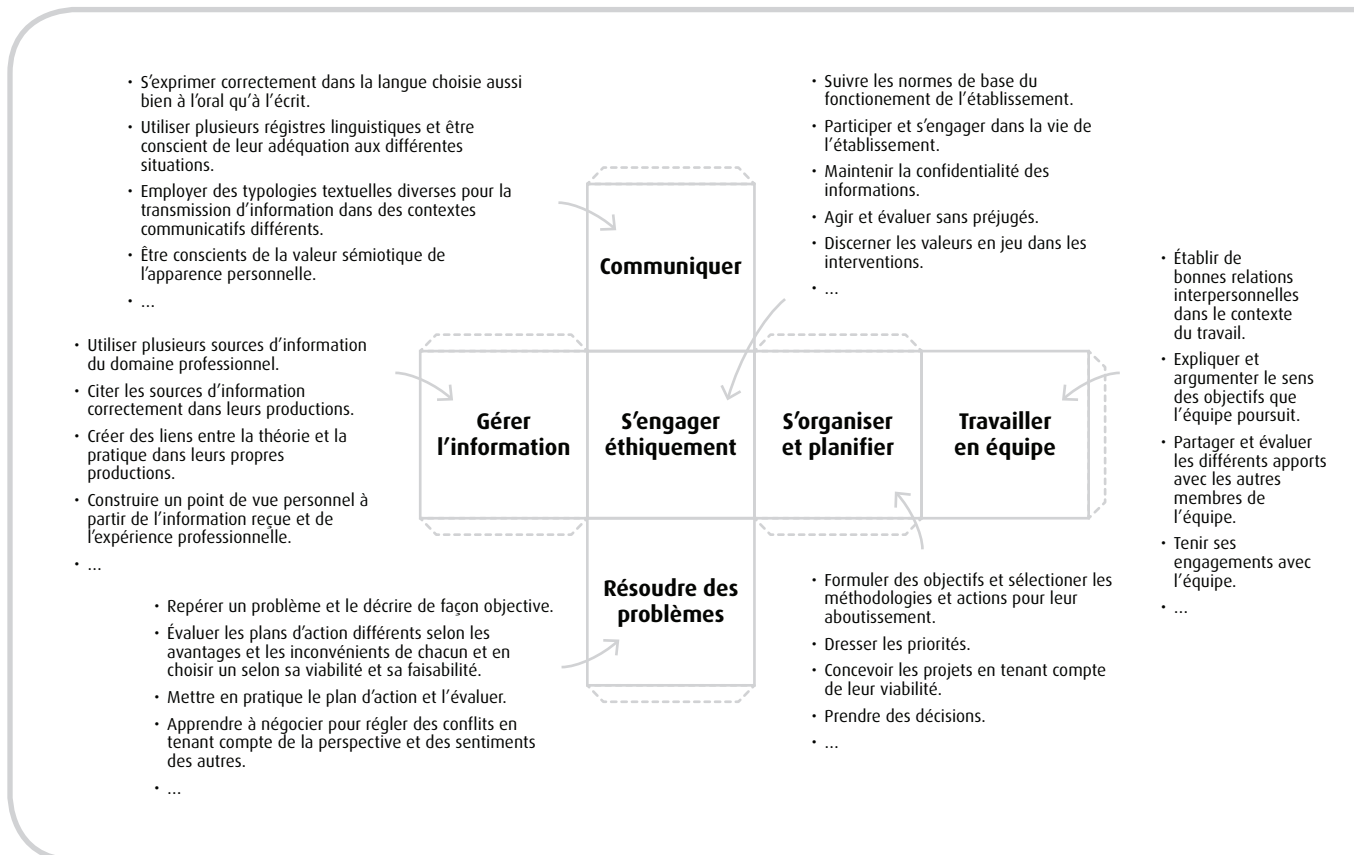 • S'exprimer correctement dans la langue choisie aussi
bien à l'oral qu'à l'écrit.
• Utiliser plusieurs régistres linguistiques et être
conscient de leur adéquation aux différentes
situations.
• Employer des typologies textuelles diverses pour la
transmission d'information dans des contextes
communicatifs différents.
• Être conscients de la valeur sémiotique de
l'apparence personnelle.
• ...
• Suivre les normes de base du
fonctionement de l'établissement.
• Participer et s'engager dans la vie de
l'établissement.
• Maintenir la confidentialité des
informations.
• Agir et évaluer sans préjugés.
• Discerner les valeurs en jeu dans les
interventions.
• ...
Communiquer
• Établir de
bonnes relations
interpersonnelles
dans le contexte
du travail.
• Expliquer et
argumenter le sens
des objectifs que
l'équipe poursuit.
• Partager et évaluer
les différents apports
avec les autres
membres de
l'équipe.
• Tenir ses
engagements avec
l'équipe.
• ...
• Utiliser plusieurs sources d'information
du domaine professionnel.
• Citer les sources d'information
correctement dans leurs productions.
• Créer des liens entre la théorie et la
pratique dans leurs propres
productions.
• Construire un point de vue personnel à
partir de l'information reçue et de
l'expérience professionnelle.
• ...
Gérer
l'information
S'engager
éthiquement
S'organiser
et planifier
Travailler
en équipe
Résoudre des
problèmes
• Repérer un problème et le décrire de façon objective.
• Évaluer les plans d'action différents selon les
avantages et les inconvénients de chacun et en
choisir un selon sa viabilité et sa faisabilité.
• Mettre en pratique le plan d'action et l'évaluer.
• Apprendre à négocier pour régler des conflits en
tenant compte de la perspective et des sentiments
des autres.
• ...
• Formuler des objectifs et sélectioner les
méthodologies et actions pour leur
aboutissement.
• Dresser les priorités.
• Concevoir les projets en tenant compte
de leur viabilité.
• Prendre des décisions.
• ...